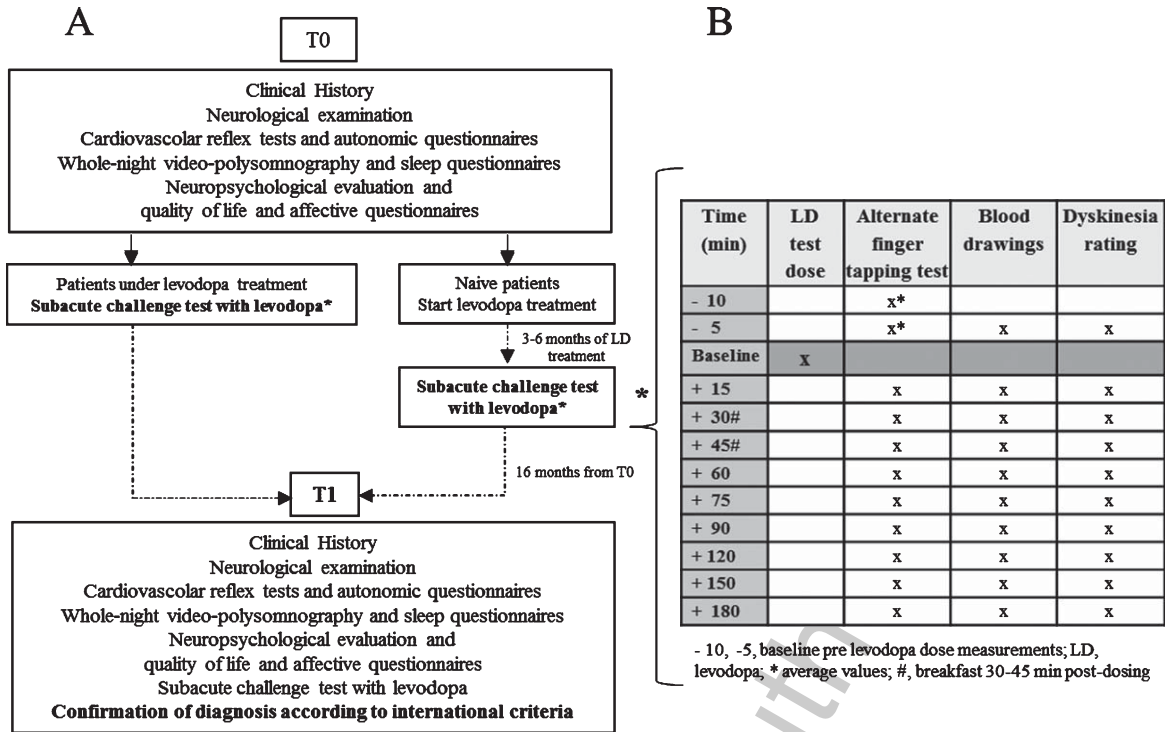 A
T0
Clinical History
Neurological examination
Cardiovascular reflex tests and autonomic questionnaires
Whole-night video-polysomnography and sleep questionnaires
Neuropsychological evaluation and
quality of life and affective questionnaires
Patients under levodopa treatment
Subacute challenge test with levodopa*
Naive patients
Start levodopa treatment
3-6 months of LD
treatment
Subacute challenge test
with levodopa*
16 months from T0
T1
Clinical History
Neurological examination
Cardiovascular reflex tests and autonomic questionnaires
Whole-night video-polysomnography and sleep questionnaires
Neuropsychological evaluation and
quality of life and affective questionnaires
Subacute challenge test with levodopa
Confirmation of diagnosis according to international criteria
*
B
Time LD Alternate Blood Dyskinesia
(min) test finger drawings rating
dose tapping test
- 10 x*
- 5 x* x x
Baseline x
+ 15 x x x
+ 30# x x x
+ 45# x x x
+ 60 x x x
+ 75 x x x
+ 90 x x x
+ 120 x x x
+ 150 x x x
+ 180 x x x
- 10, -5, baseline pre levodopa dose measurements; LD,
levodopa; * average values; #, breakfast 30-45 min post-dosing